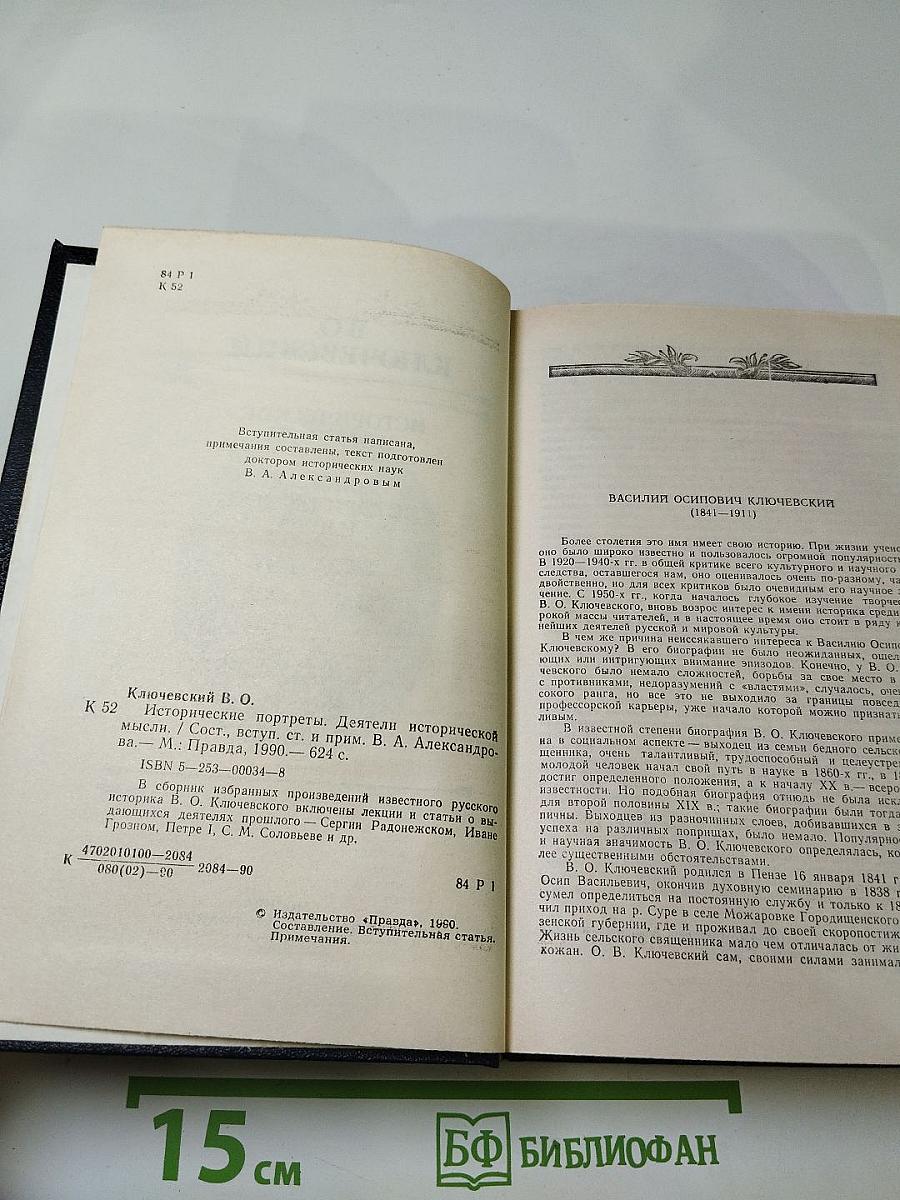 84 Р 1
К 52
Вступительная статья написана,
примечания составлены, текст подготовлен
доктором исторических наук
В. А. Александровым
Ключевский В. О.
К 52 Исторические портреты. Деятели исторической
мысли. / Сост., вступ. ст. и прим. В. А. Александро-
ва.— М.: Правда, 1990.— 624 с.
ISBN 5—253—00034—8
В сборник избранных произведений известного русского
историка В. О. Ключевского включены лекции и статьи о вы-
дающихся деятелях прошлого — Сергии Радонежском, Иване
Грозном, Петре I, С. М. Соловьеве и др.
К 4702010100—2084
080(02)—90 2084—90
84 Р 1
© Издательство «Правда», 1990.
Составление. Вступительная статья.
Примечания.
ВАСИЛИЙ ОСИПОВИЧ КЛЮЧЕВСКИЙ
(1841—1911)
Более столетия это имя имеет свою историю. При жизни учено
оно было широко известно и пользовалось огромной популярност
В 1920—1940-х гг. в общей критике всего культурного и научного
следства, оставшегося нам, оно оценивалось очень по-разному, ча
двойственно, но для всех критиков было очевидным его научное з
чение. С 1950-х гг., когда началось глубокое изучение творчес
В. О. Ключевского, вновь возрос интерес к имени историка среди
рокой массы читателей, и в настоящее время оно стоит в ряду к
нейших деятелей русской и мировой культуры.
В чем же причина неиссякавшего интереса к Василию Осипо
Ключевскому? В его биографии не было неожиданных, ошел
ющих или интригующих внимание эпизодов. Конечно, у В. О.
чевского было немало сложностей, борьбы за свое место в
с противниками, недоразумений с «властями», случалось, оче
сокого ранга, но все это не выходило за границы повсед
профессорской карьеры, уже начало которой можно признат
ливым.
В известной степени биография В. О. Ключевского приме
на в социальном аспекте — выходец из семьи бедного сельско
щенника, очень талантливый, трудоспособный и целеустрем
молодой человек начал свой путь в науке в 1860-х гг., в 18
достиг определенного положения, а к началу XX в.— всеро
известности. Но подобная биография отнюдь не была искл
для второй половины XIX в.; такие биографии были тогда
пичны. Выходцев из разночинных слоев, добивавшихся в з
успеха на различных поприщах, было немало. Популярнос
и научная значимость В. О. Ключевского определялась, ко
лее существенными обстоятельствами.
В. О. Ключевский родился в Пензе 16 января 1841 г
Осип Васильевич, окончив духовную семинарию в 1838 г
сумел определиться на постоянную службу и только к 18
чил приход на р. Суре в селе Можаровке Городищенского
зенской губернии, где и проживал до своей скоропостиж
Жизнь сельского священника мало чем отличалась от жи
хожан. О. В. Ключевский сам, своими силами занимал
15 см
БФ БИБЛИОФАН